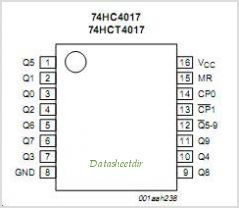 74HC4017
74HCT4017
Q5 1 16 VCC
Q1 2 15 MR
Q0 3 14 CP0
Q2 4 13 CP1
Q6 5 12 Q5-9
Q7 6 11 Q9
Q3 7 10 Q4
GND 8 9 Q8
Datasheetdir
001aah238